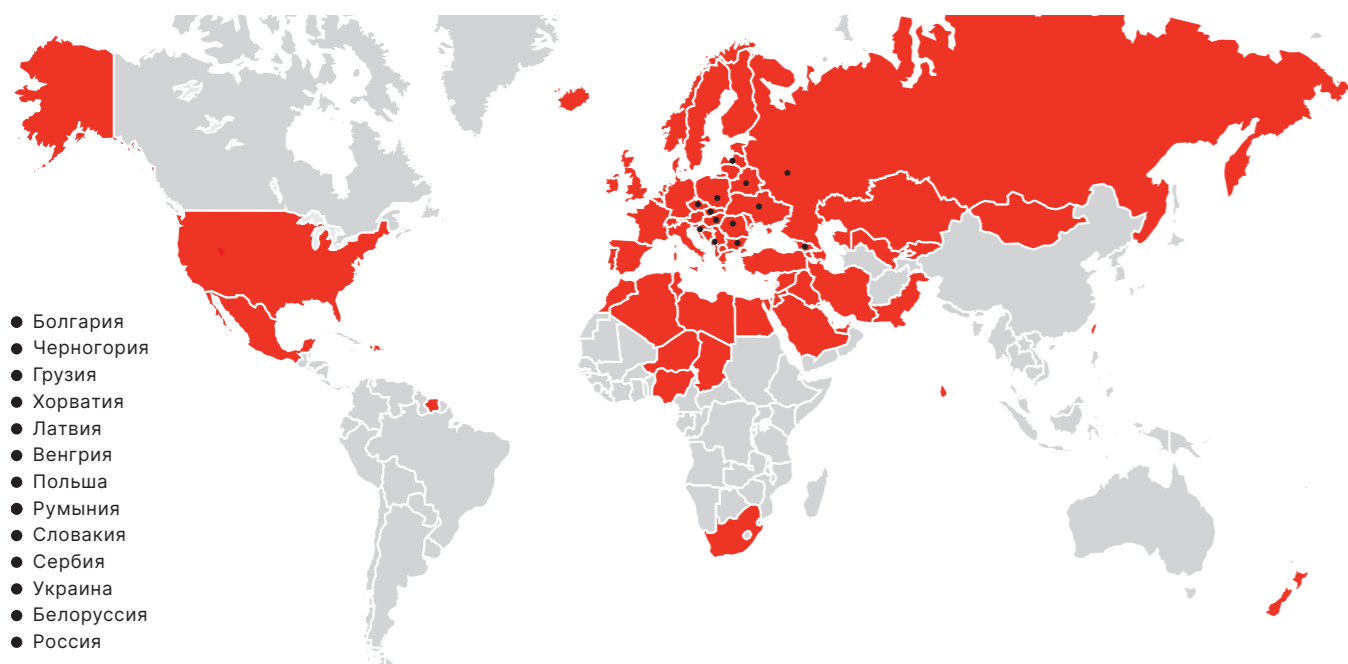 Болгария
Черногория
Грузия
Хорватия
Латвия
Венгрия
Польша
Румыния
Словакия
Сербия
Украина
Белоруссия
Россия